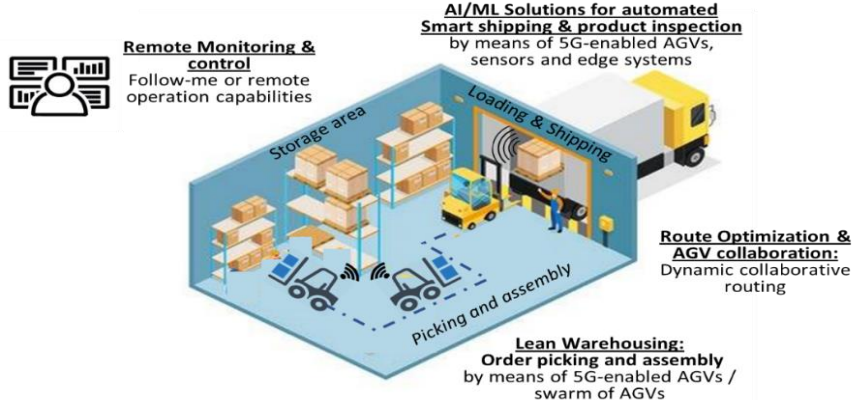 AI/ML Solutions for automated
Smart shipping & product inspection
by means of 5G-enabled AGVs,
sensors and edge systems
Remote Monitoring &
control
Follow-me or remote
operation capabilities
Storage area
Loading & Shipping
Route Optimization &
AGV collaboration:
Dynamic collaborative
routing
Picking and assembly
Lean Warehousing:
Order picking and assembly
by means of 5G-enabled AGVs /
swarm of AGVs